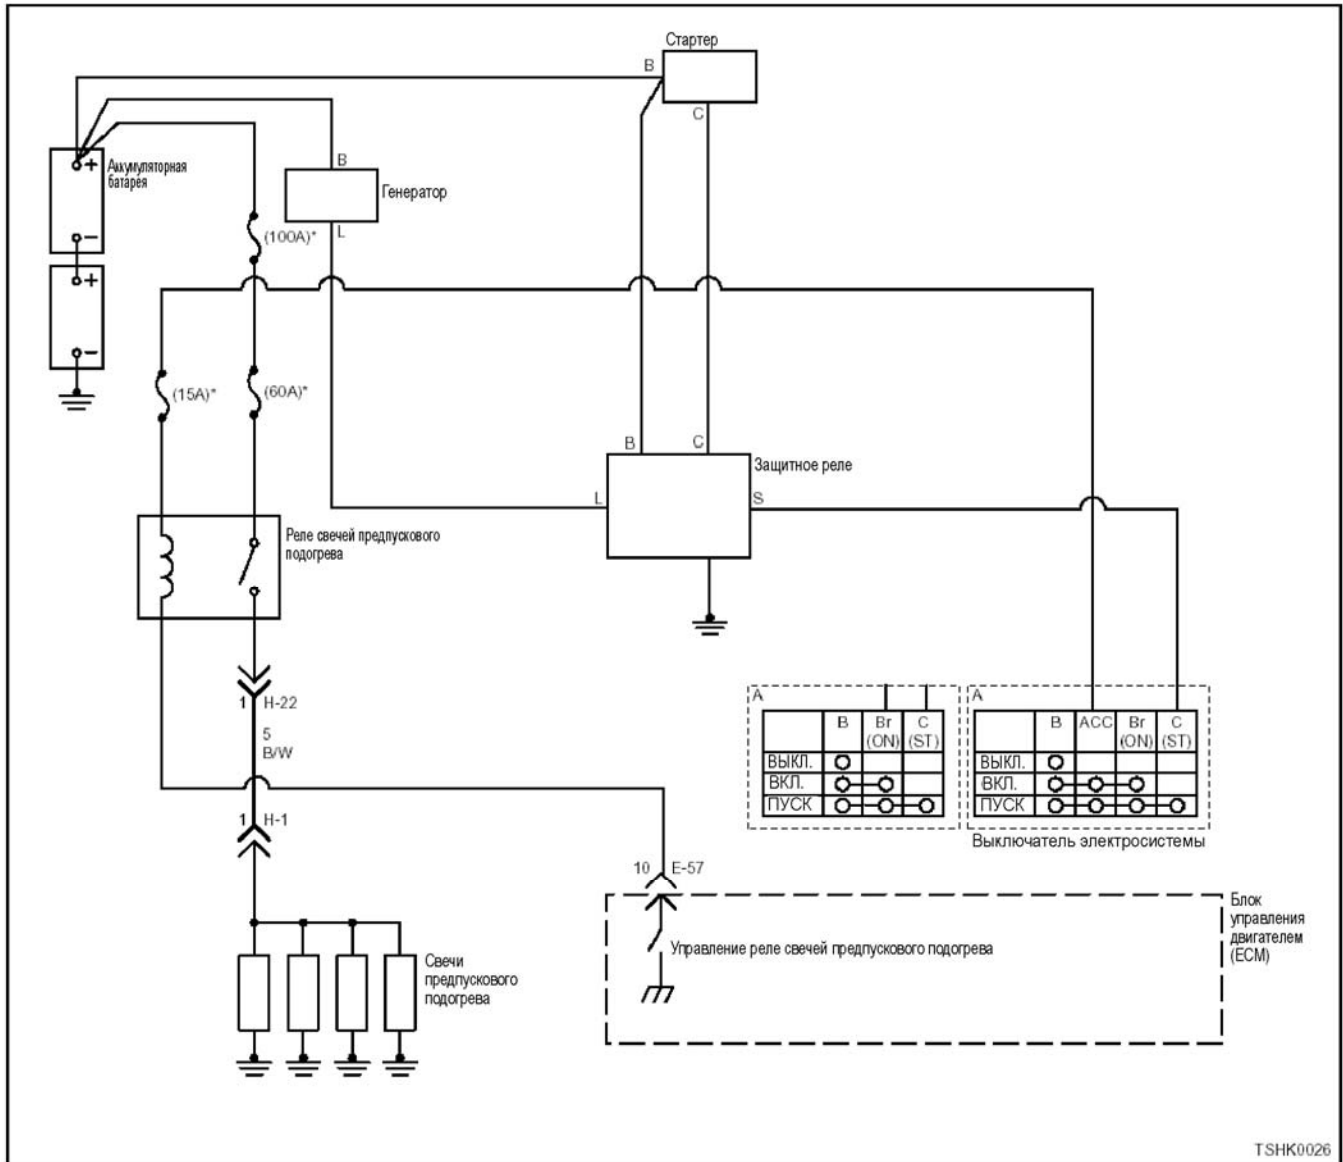 Стартер
B
C
+
Аккумуляторная
батарея
–
+
–
B
Генератор
L
(100A)*
(15A)*
(60A)*
B
C
Защитное реле
L
S
Реле свечей предпускового
подогрева
1 H-22
5
B/W
1 H-1
A
B Br (ON) C (ST)
ВЫКЛ.
ВКЛ.
ПУСК
A
B ACC Br (ON) C (ST)
ВЫКЛ.
ВКЛ.
ПУСК
Выключатель электросистемы
10 E-57
Управление реле свечей предпускового подогрева
Блок
управления
двигателем
(ECM)
Свечи
предпускового
подогрева
TSHK0026